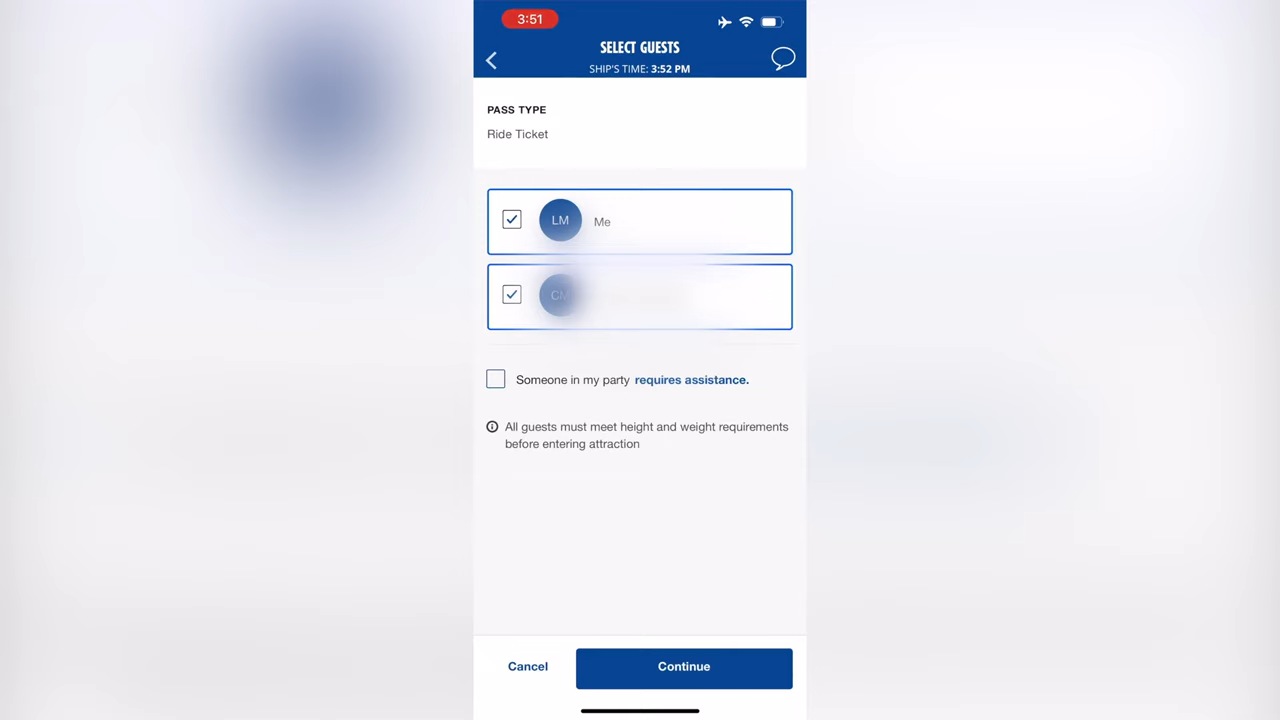 3:51
SELECT GUESTS
SHIP'S TIME: 3:52 PM
PASS TYPE
Ride Ticket
LM Me
CM
Someone in my party requires assistance.
All guests must meet height and weight requirements
before entering attraction
Cancel Continue